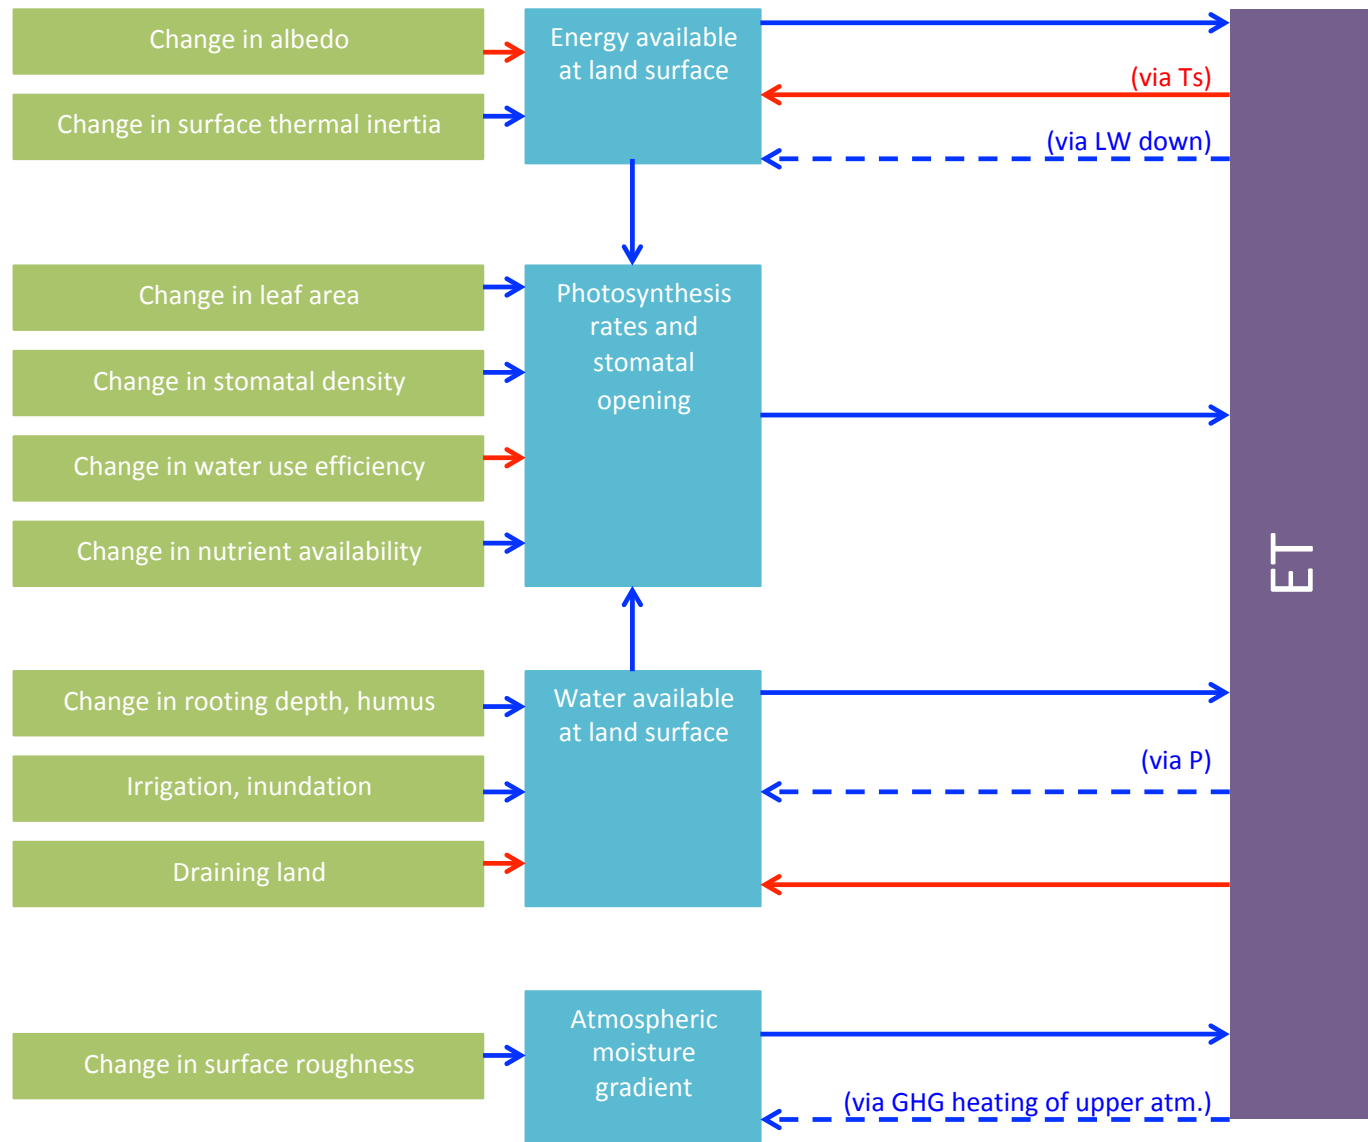 Change in albedo
Energy available
at land surface
(via Ts)
Change in surface thermal inertia
(via LW down)
Change in leaf area
Photosynthesis
rates and
stomatal
opening
Change in stomatal density
Change in water use efficiency
Change in nutrient availability
ET
Change in rooting depth, humus
Water available
at land surface
Irrigation, inundation
(via P)
Draining land
Atmospheric
moisture
gradient
Change in surface roughness
(via GHG heating of upper atm.)